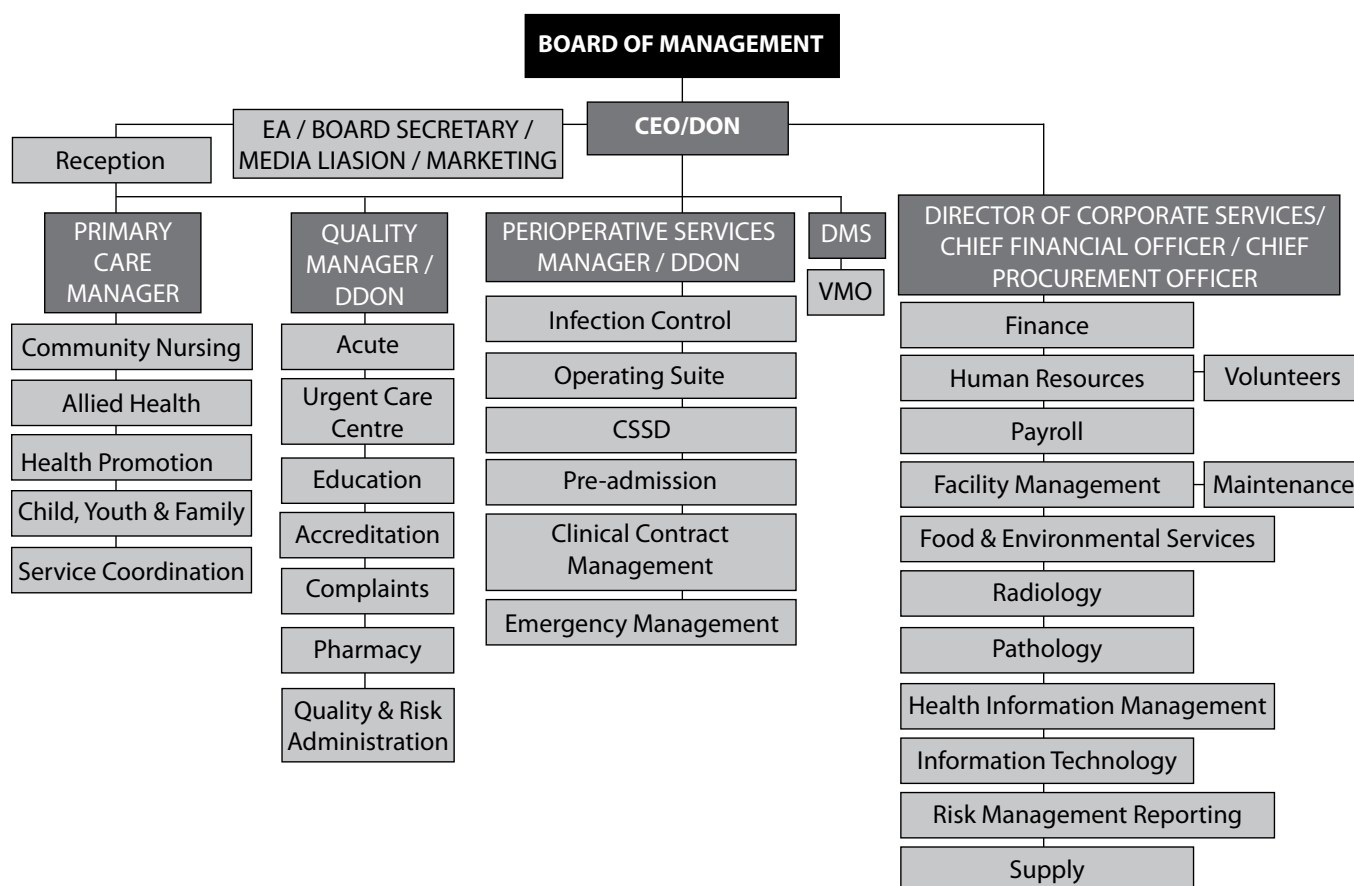 BOARD OF MANAGEMENT
EA / BOARD SECRETARY /
MEDIA LIASION / MARKETING
CEO/DON
Reception
PRIMARY
CARE
MANAGER
Community Nursing
Allied Health
Health Promotion
Child, Youth & Family
Service Coordination
QUALITY
MANAGER /
DDON
Acute
Urgent Care
Centre
Education
Accreditation
Complaints
Pharmacy
Quality & Risk
Administration
PERIOPERATIVE SERVICES
MANAGER / DDON
Infection Control
Operating Suite
CSSD
Pre-admission
Clinical Contract
Management
Emergency Management
DMS
VMO
DIRECTOR OF CORPORATE SERVICES/
CHIEF FINANCIAL OFFICER / CHIEF
PROCUREMENT OFFICER
Finance
Human Resources
Volunteers
Payroll
Facility Management
Maintenance
Food & Environmental Services
Radiology
Pathology
Health Information Management
Information Technology
Risk Management Reporting
Supply